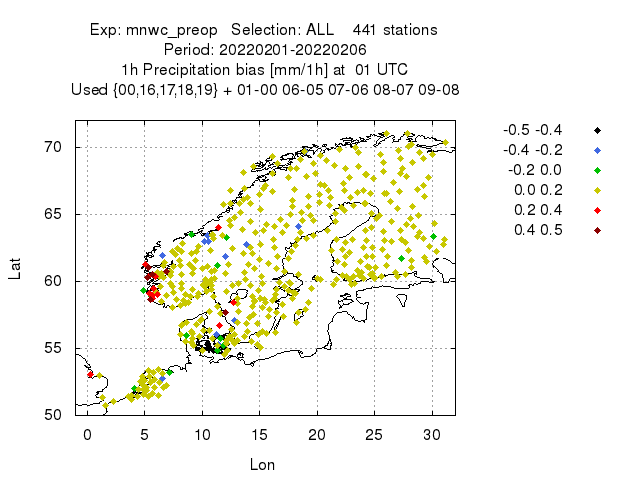 Exp: mnwc_preop   Selection: ALL    441 stations
Period: 20220201-20220206
1h Precipitation bias [mm/1h] at  01 UTC
Used {00,16,17,18,19} + 01-00 06-05 07-06 08-07 09-08
-0.5 -0.4
-0.4 -0.2
-0.2 0.0
0.0 0.2
0.2 0.4
0.4 0.5
70
65
60
55
50
Lat
0 5 10 15 20 25 30
Lon